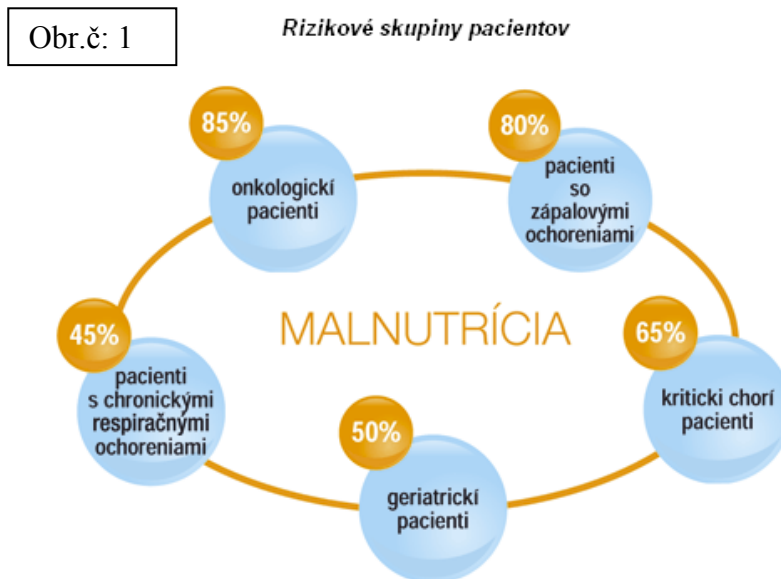 Obr.č: 1
Rizikové skupiny pacientov
85%
onkologickí
pacienti
80%
pacienti
so
zápalovými
ochoreniami
45%
pacienti
s chronickými
respiračnými
ochoreniami
MALNUTRÍCIA
65%
kriticki chorí
pacienti
50%
geriatrickí
pacienti